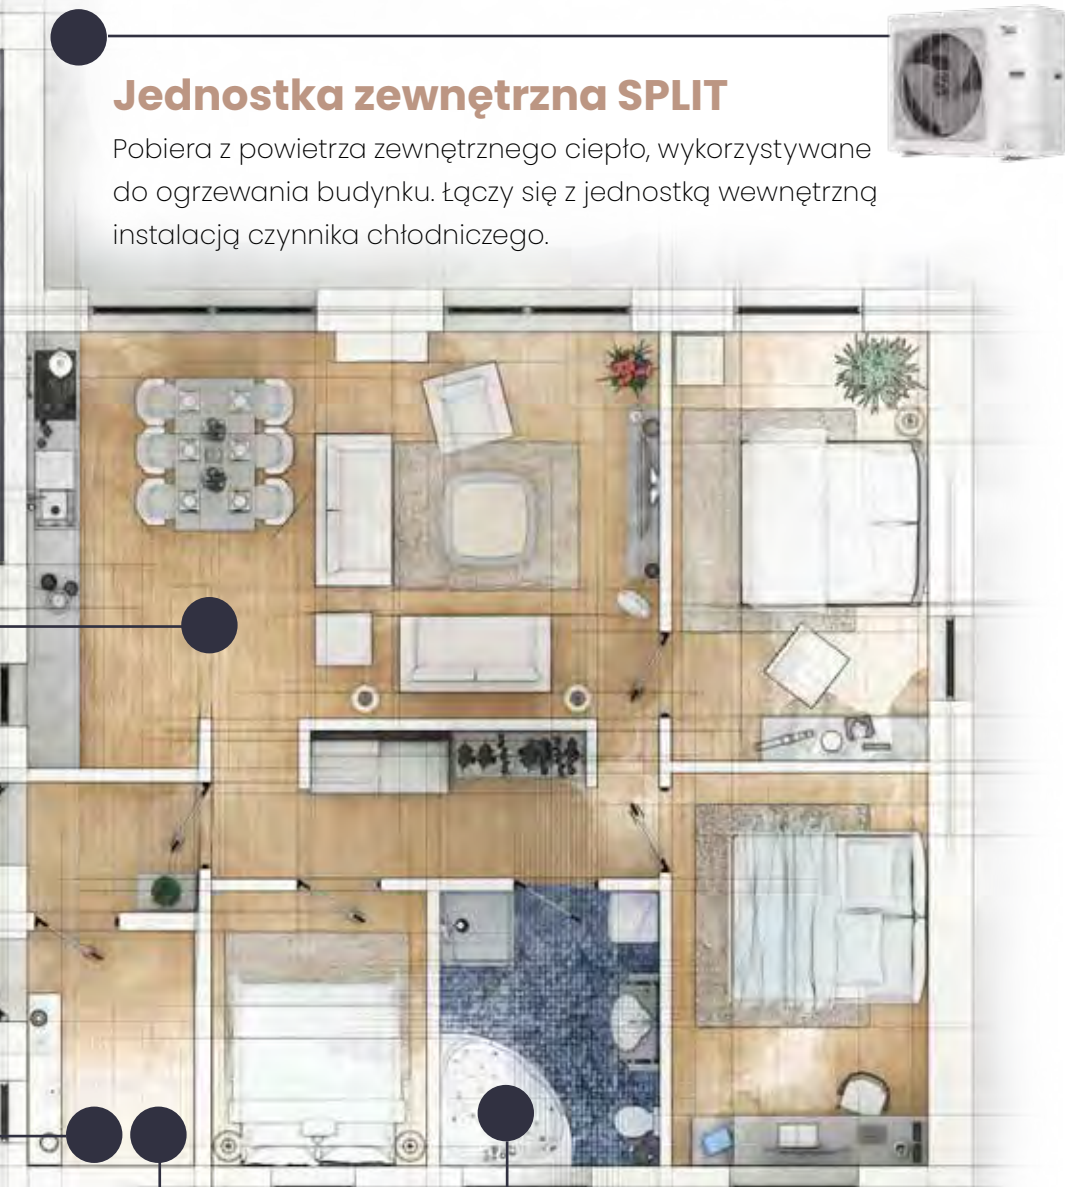 Jednostka zewnętrzna SPLIT
Pobiera z powietrza zewnętrznego ciepło, wykorzystywane
do ogrzewania budynku. Łączy się z jednostką wewnętrzną
instalacją czynnika chłodniczego.